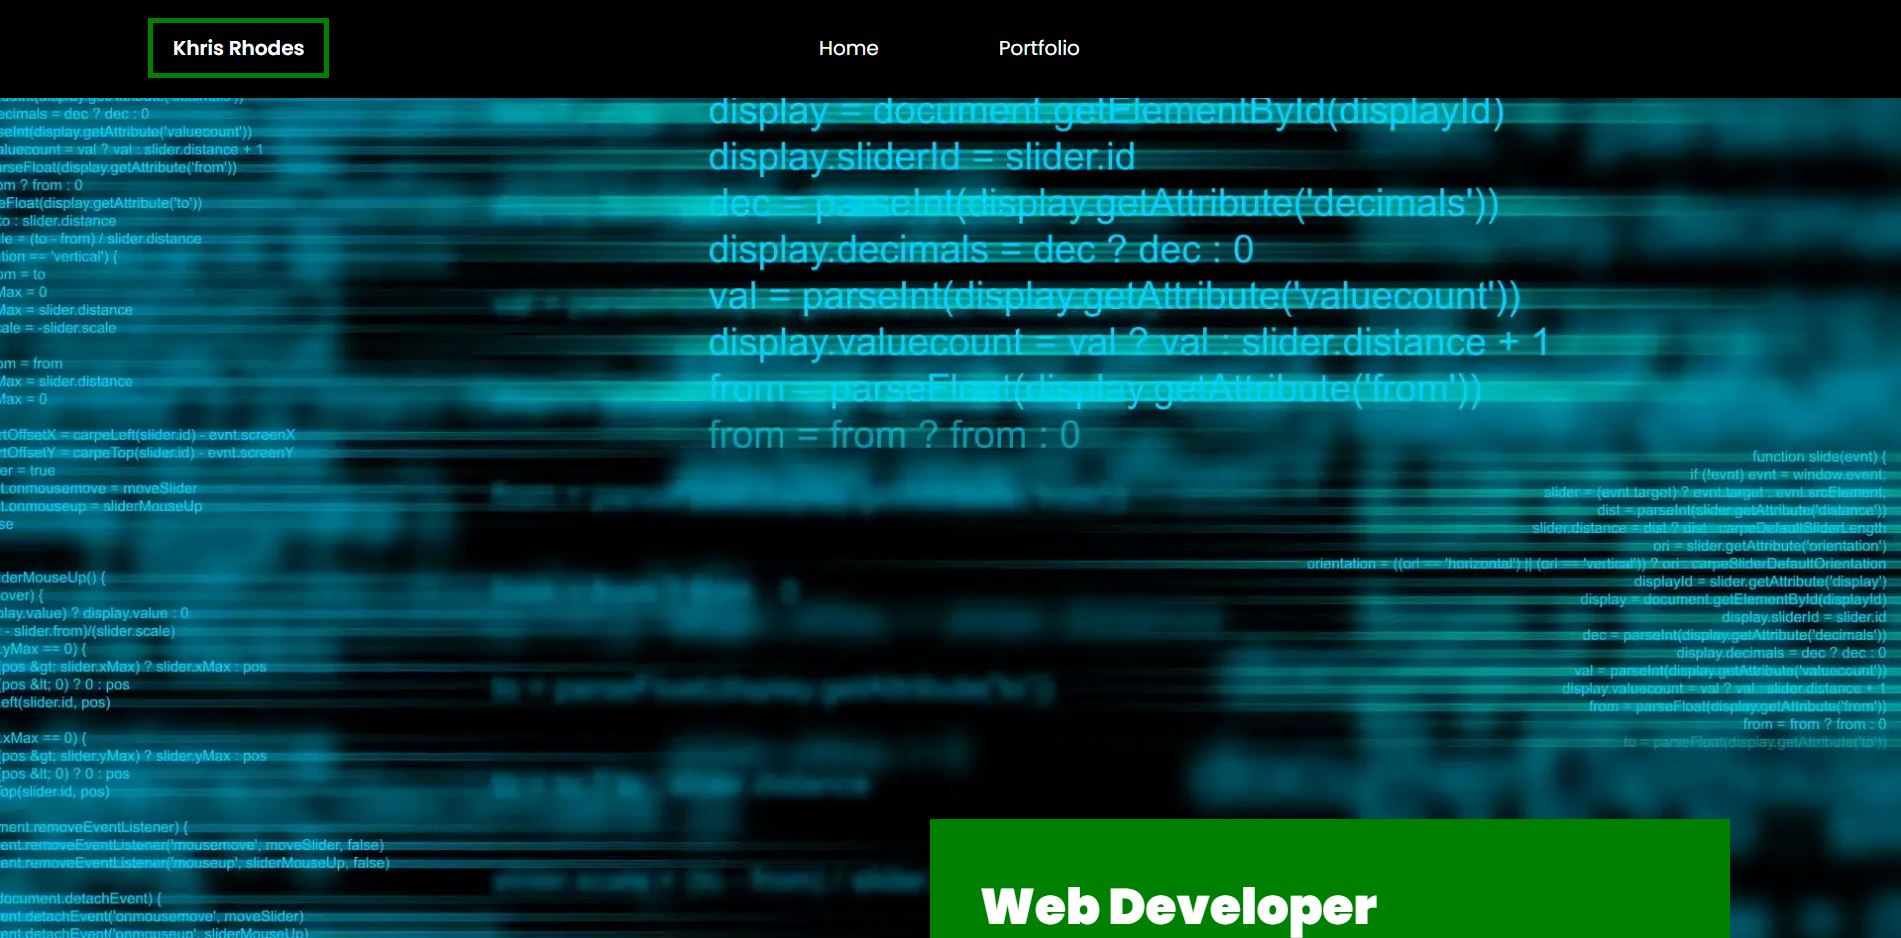 Khris Rhodes
Home
Portfolio
display = document.getElementById(displayId)
display.sliderId = slider.id
dec = parseInt(display.getAttribute('decimals'))
display.decimals = dec ? dec : 0
val = parseInt(display.getAttribute('valuecount'))
display.valuecount = val ? val : slider.distance + 1
from = parseFloat(display.getAttribute('from'))
from = from ? from : 0
ecimals = dec ? dec : 0
seInt(display.getAttribute('valuecount'))
aluecount = val ? val : slider.distance + 1
arseFloat(display.getAttribute('from'))
om ? from : 0
eFloat(display.getAttribute('to'))
to : slider.distance
le = (to - from) / slider.distance
tion == 'vertical') {
om = to
Max = 0
Max = slider.distance
cale = -slider.scale
om = from
Max = slider.distance
Max = 0
rtOffsetX = carpeLeft(slider.id) - evnt.screenX
rtOffsetY = carpeTop(slider.id) - evnt.screenY
er = true
t.onmousemove = moveSlider
t.onmouseup = sliderMouseUp
se
derMouseUp() {
over) {
play.value) ? display.value : 0
- slider.from)/(slider.scale)
.yMax == 0) {
(pos &gt; slider.xMax) ? slider.xMax : pos
(pos &lt; 0) ? 0 : pos
Left(slider.id, pos)
.xMax == 0) {
(pos &gt; slider.yMax) ? slider.yMax : pos
(pos &lt; 0) ? 0 : pos
Top(slider.id, pos)
ment.removeEventListener) {
ent.removeEventListener('mousemove', moveSlider, false)
ent.removeEventListener('mouseup', sliderMouseUp, false)
document.detachEvent) {
ent.detachEvent('onmousemove', moveSlider)
ent.detachEvent('onmouseup', sliderMouseUp)
function slide(evnt) {
if (!evnt) evnt = window.event;
slider = (evnt.target) ? evnt.target : evnt.srcElement;
dist = parseInt(slider.getAttribute('distance'))
slider.distance = dist ? dist : carpeDefaultSliderLength
ori = slider.getAttribute('orientation')
orientation = ((ori == 'horizontal') || (ori == 'vertical')) ? ori : carpeSliderDefaultOrientation
displayId = slider.getAttribute('display')
display = document.getElementById(displayId)
display.sliderId = slider.id
dec = parseInt(display.getAttribute('decimals'))
display.decimals = dec ? dec : 0
val = parseInt(display.getAttribute('valuecount'))
display.valuecount = val ? val : slider.distance + 1
from = parseFloat(display.getAttribute('from'))
from = from ? from : 0
to = parseFloat(display.getAttribute('to'))
Web Developer